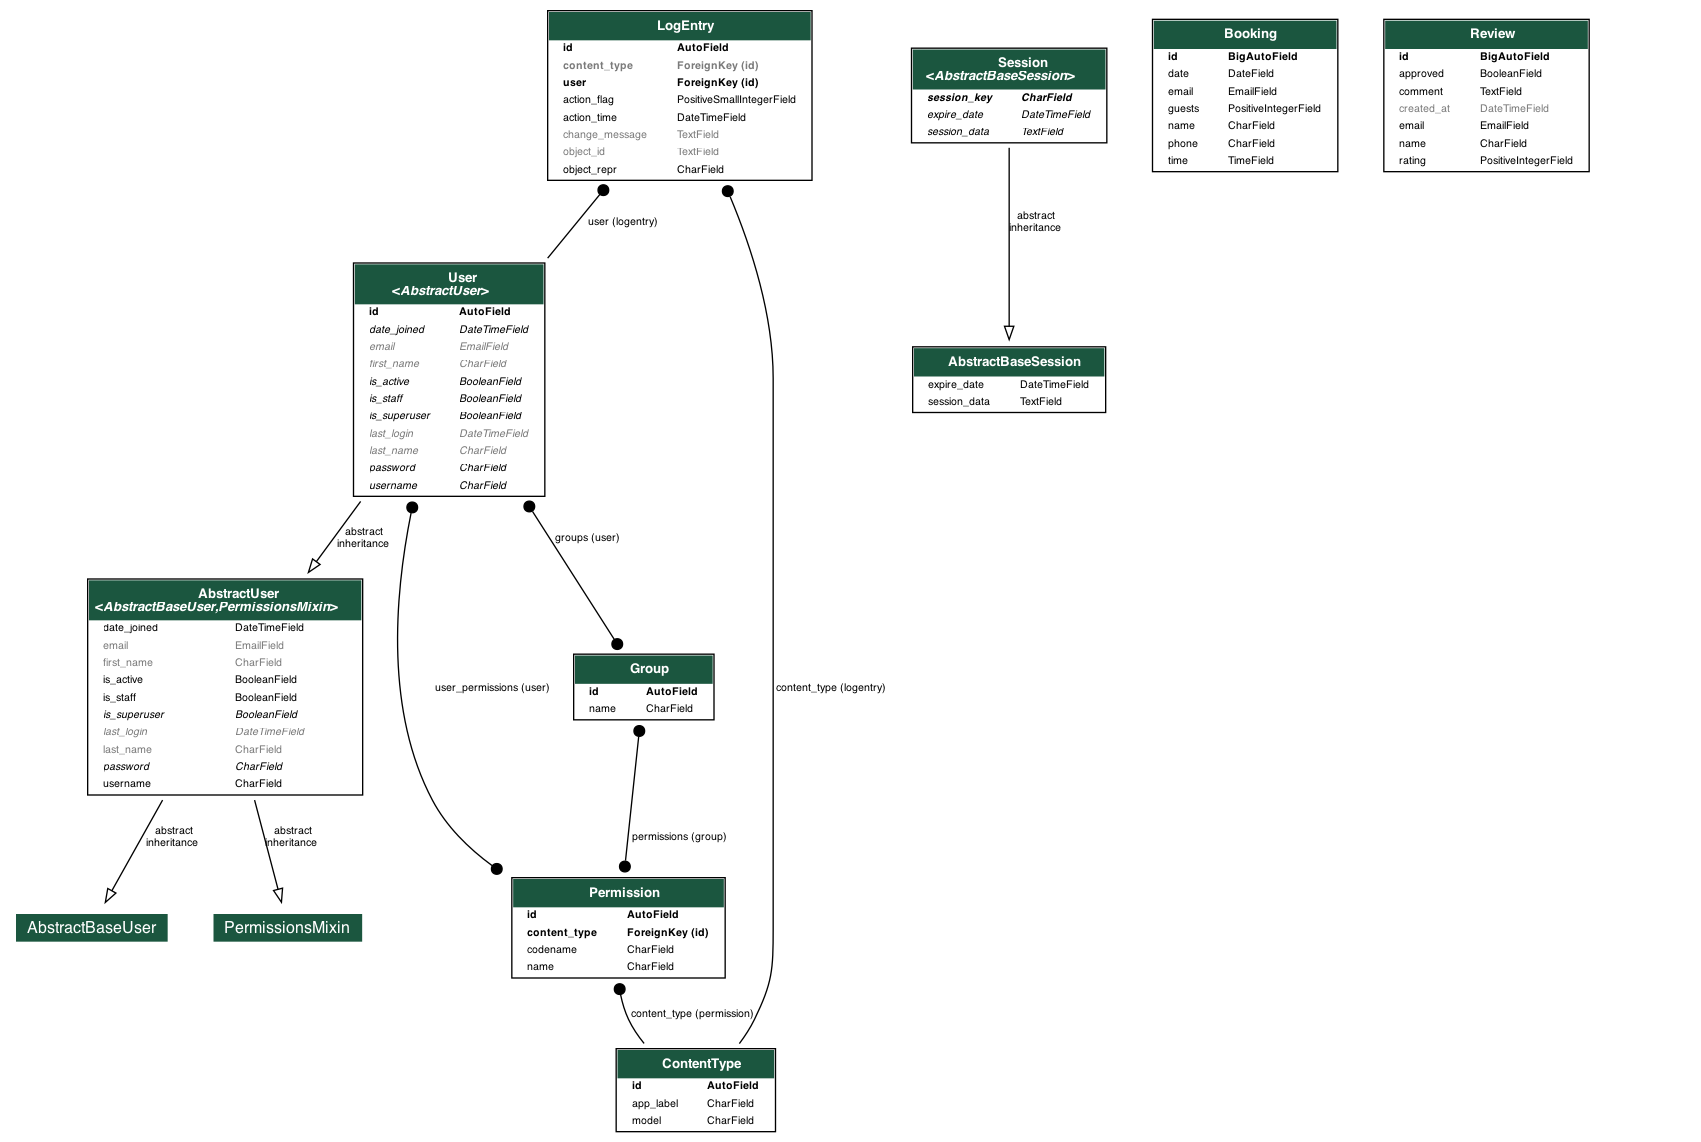 LogEntry
id AutoField
content_type ForeignKey (id)
user ForeignKey (id)
action_flag PositiveSmallIntegerField
action_time DateTimeField
change_message TextField
object_id TextField
object_repr CharField
user (logentry)
User
<AbstractUser>
id AutoField
date_joined DateTimeField
email EmailField
first_name CharField
is_active BooleanField
is_staff BooleanField
is_superuser BooleanField
last_login DateTimeField
last_name CharField
password CharField
username CharField
abstract
inheritance
groups (user)
AbstractUser
<AbstractBaseUser,PermissionsMixin>
date_joined DateTimeField
email EmailField
first_name CharField
is_active BooleanField
is_staff BooleanField
is_superuser BooleanField
last_login DateTimeField
last_name CharField
password CharField
username CharField
user_permissions (user)
Group
id AutoField
name CharField
content_type (logentry)
abstract
inheritance
abstract
inheritance
permissions (group)
AbstractBaseUser
PermissionsMixin
Permission
id AutoField
content_type ForeignKey (id)
codename CharField
name CharField
content_type (permission)
ContentType
id AutoField
app_label CharField
model CharField
Session
<AbstractBaseSession>
session_key CharField
expire_date DateTimeField
session_data TextField
abstract
inheritance
AbstractBaseSession
expire_date DateTimeField
session_data TextField
Booking
id BigAutoField
date DateField
email EmailField
guests PositiveIntegerField
name CharField
phone CharField
time TimeField
Review
id BigAutoField
approved BooleanField
comment TextField
created_at DateTimeField
email EmailField
name CharField
rating PositiveIntegerField